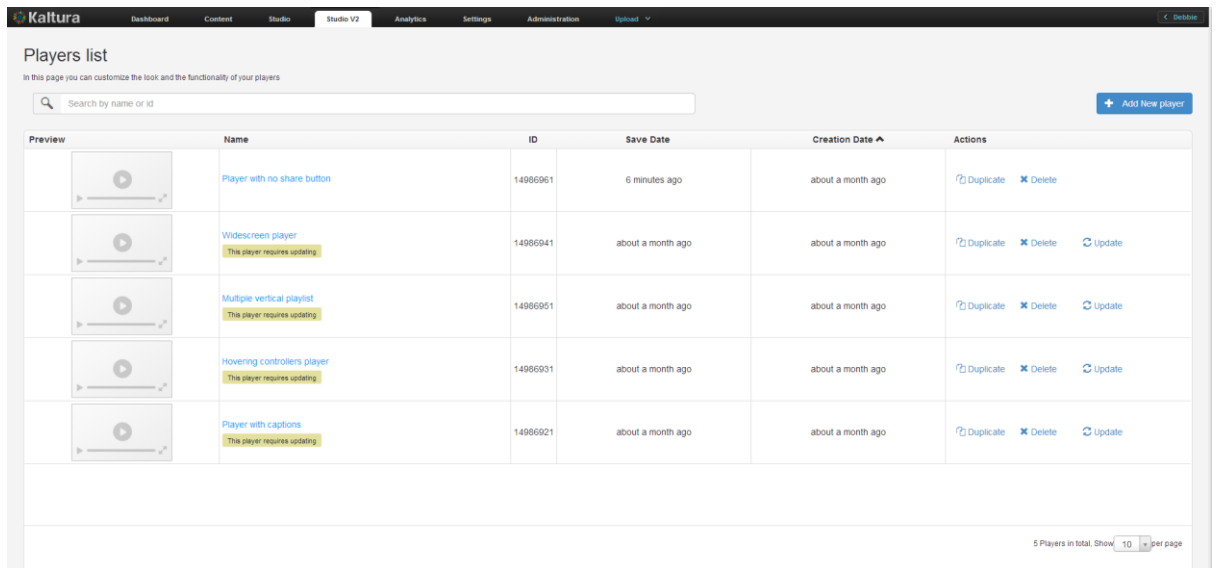 Kaltura Dashboard Content Studio Studio V2 Analytics Settings Administration Upload Debbie
Players list
In this page you can customize the look and the functionality of your players
Search by name or id
Add New player
Preview Name ID Save Date Creation Date Actions
Player with no share button 14986961 6 minutes ago about a month ago Duplicate Delete
Widescreen player
This player requires updating
14986941 about a month ago about a month ago Duplicate Delete Update
Multiple vertical playlist
This player requires updating
14986951 about a month ago about a month ago Duplicate Delete Update
Hovering controllers player
This player requires updating
14986931 about a month ago about a month ago Duplicate Delete Update
Player with captions
This player requires updating
14986921 about a month ago about a month ago Duplicate Delete Update
5 Players in total, Show 10 per page